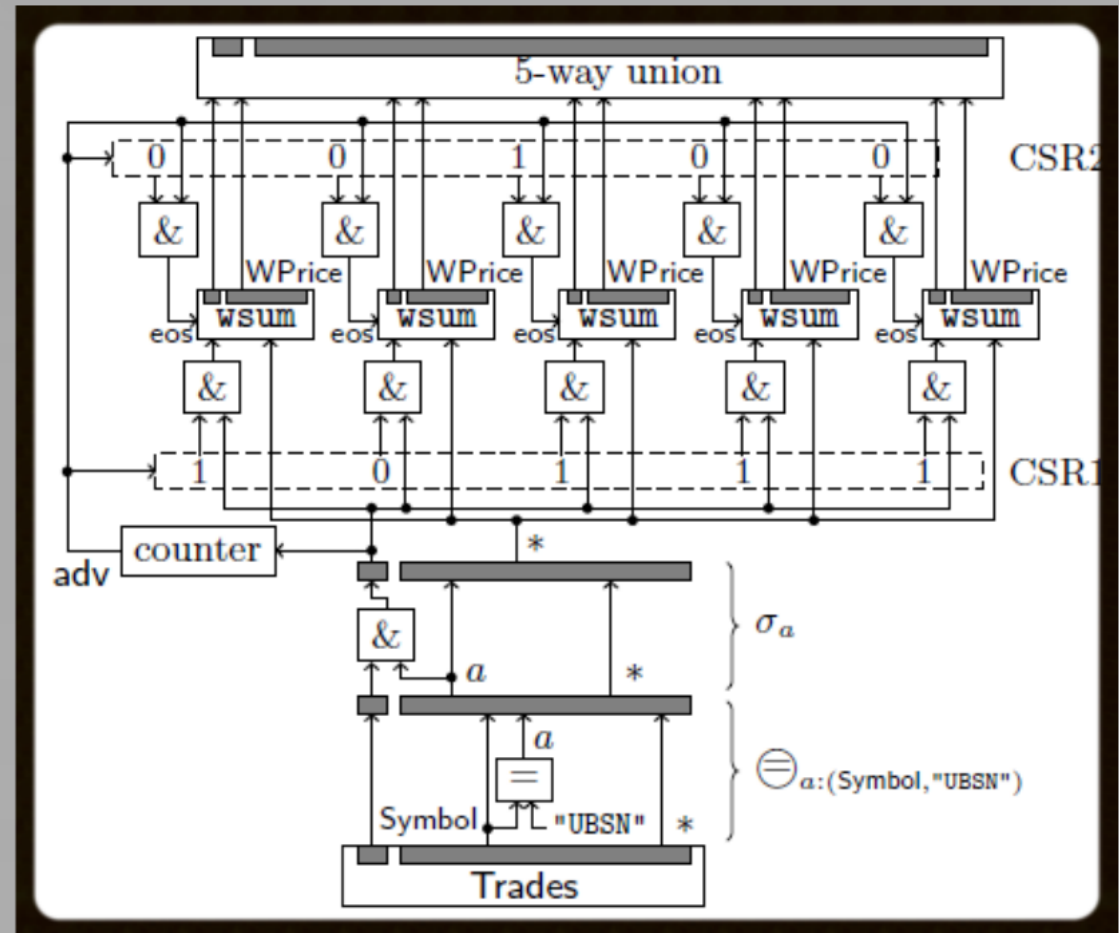 5-way union
0 0 1 0 0 CSR2
& & & & &
WPrice WPrice WPrice WPrice WPrice
wsum wsum wsum wsum wsum
eos eos eos eos eos
& & & & &
1 0 1 1 1 CSR1
counter *
adv
& σa
a *
a
= =a:(Symbol,"UBSN")
Symbol "UBSN" *
Trades